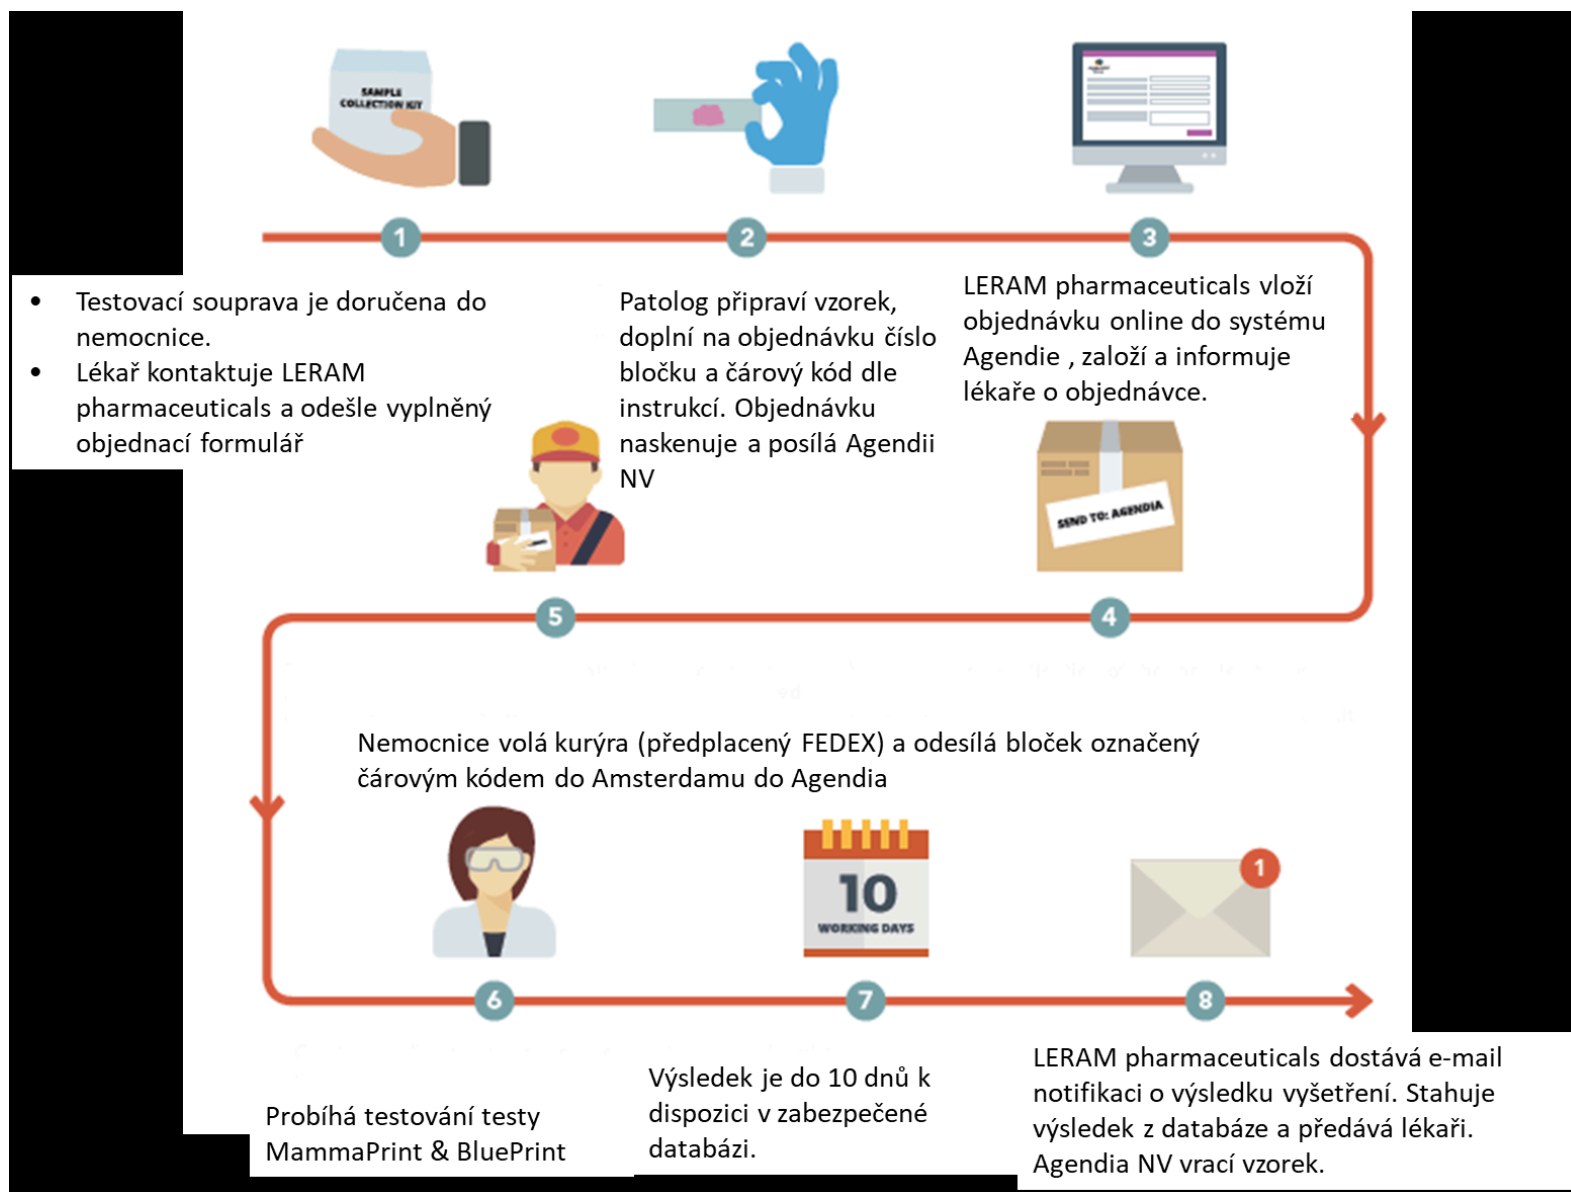 SAMPLE
COLLECTION KIT
1
2
3
• Testovací souprava je doručena do
nemocnice.
• Lékař kontaktuje LERAM
pharmaceuticals a odešle vyplněný
objednací formulář
Patolog připraví vzorek,
doplní na objednávku číslo
bločku a čárový kód dle
instrukcí. Objednávku
naskenuje a posílá Agendii
NV
LERAM pharmaceuticals vloží
objednávku online do systému
Agendie , založí a informuje
lékaře o objednávce.
SEND TO: AGENDIA
5
4
Nemocnice volá kurýra (předplacený FEDEX) a odesílá bloček označený
čárovým kódem do Amsterdamu do Agendia
10
WORKING DAYS
1
6
7
8
Probíhá testování testy
MammaPrint & BluePrint
Výsledek je do 10 dnů k
dispozici v zabezpečené
databázi.
LERAM pharmaceuticals dostává e-mail
notifikaci o výsledku vyšetření. Stahuje
výsledek z databáze a předává lékaři.
Agendia NV vrací vzorek.